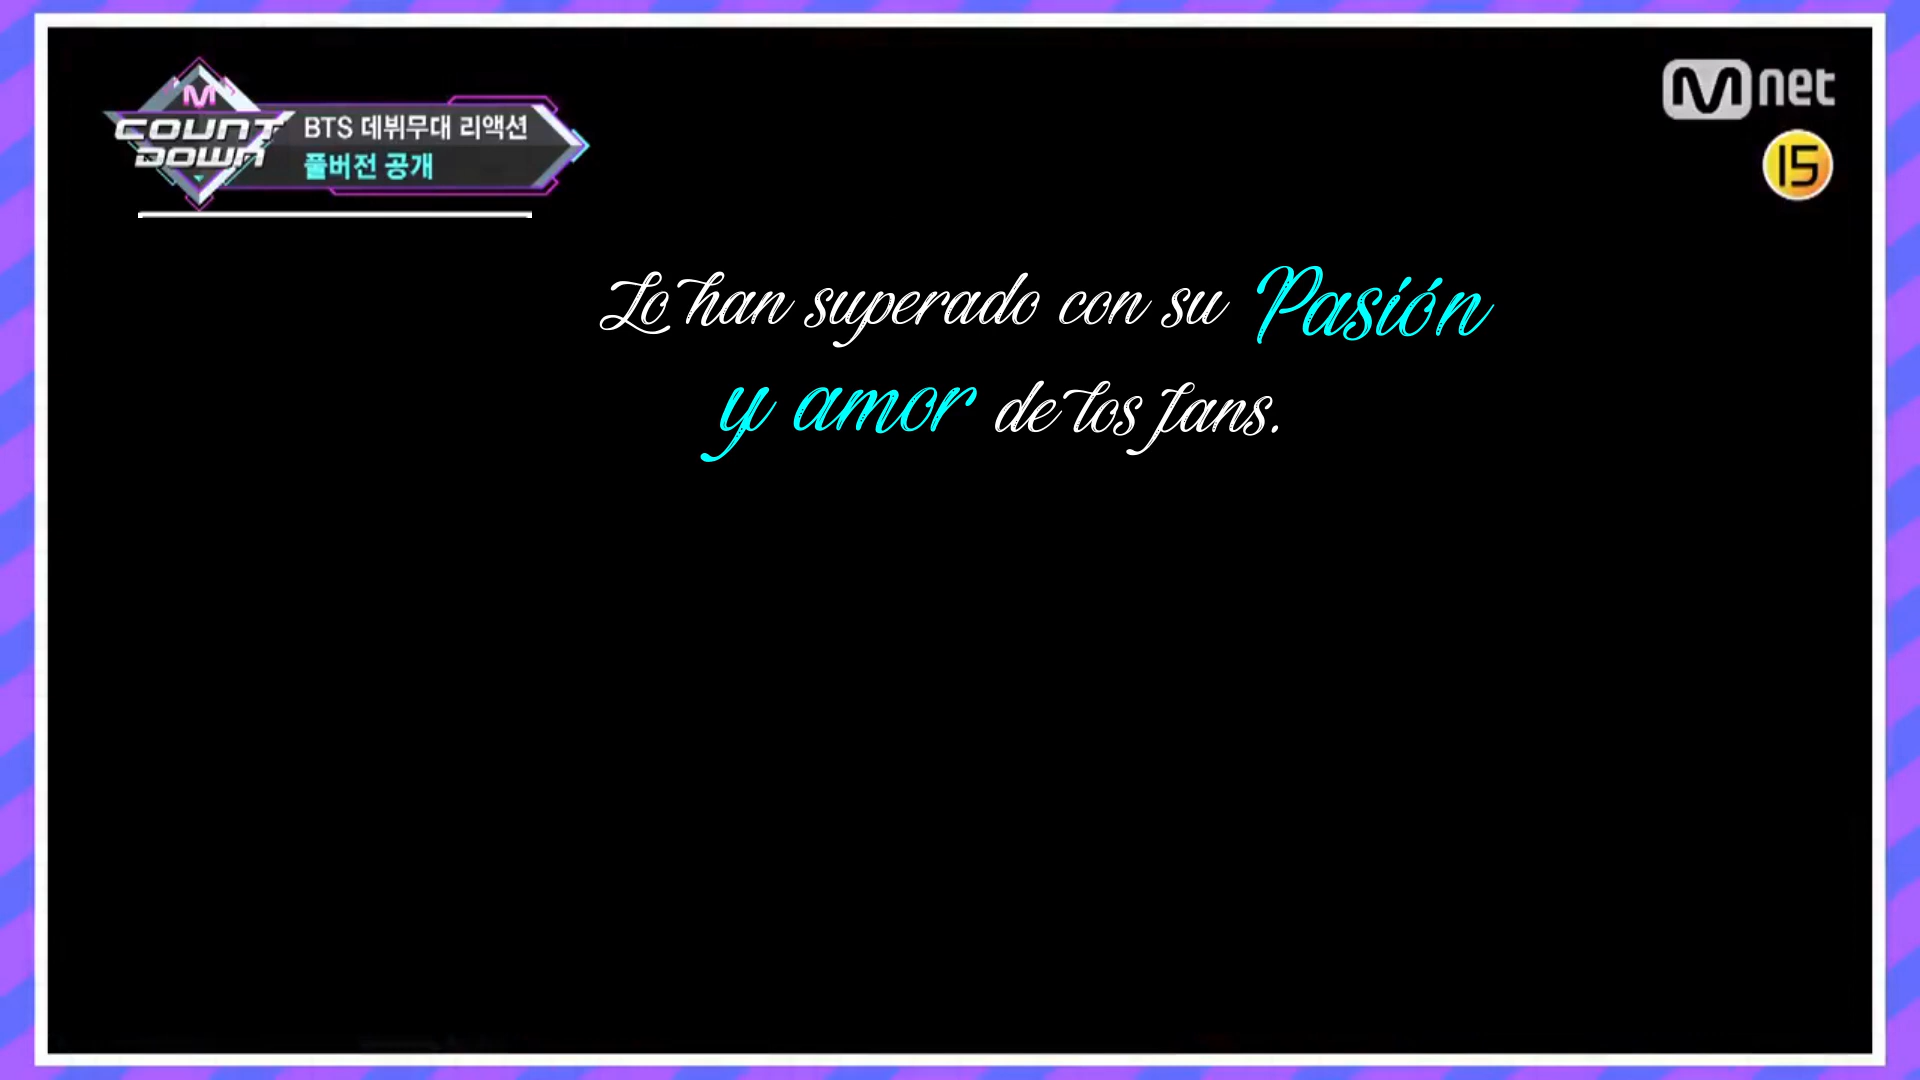 M
COUNT
DOWN
BTS 데뷔무대 리액션
풀버전 공개
Mnet
15
Lo han superado con su Pasión
y amor de los fans.